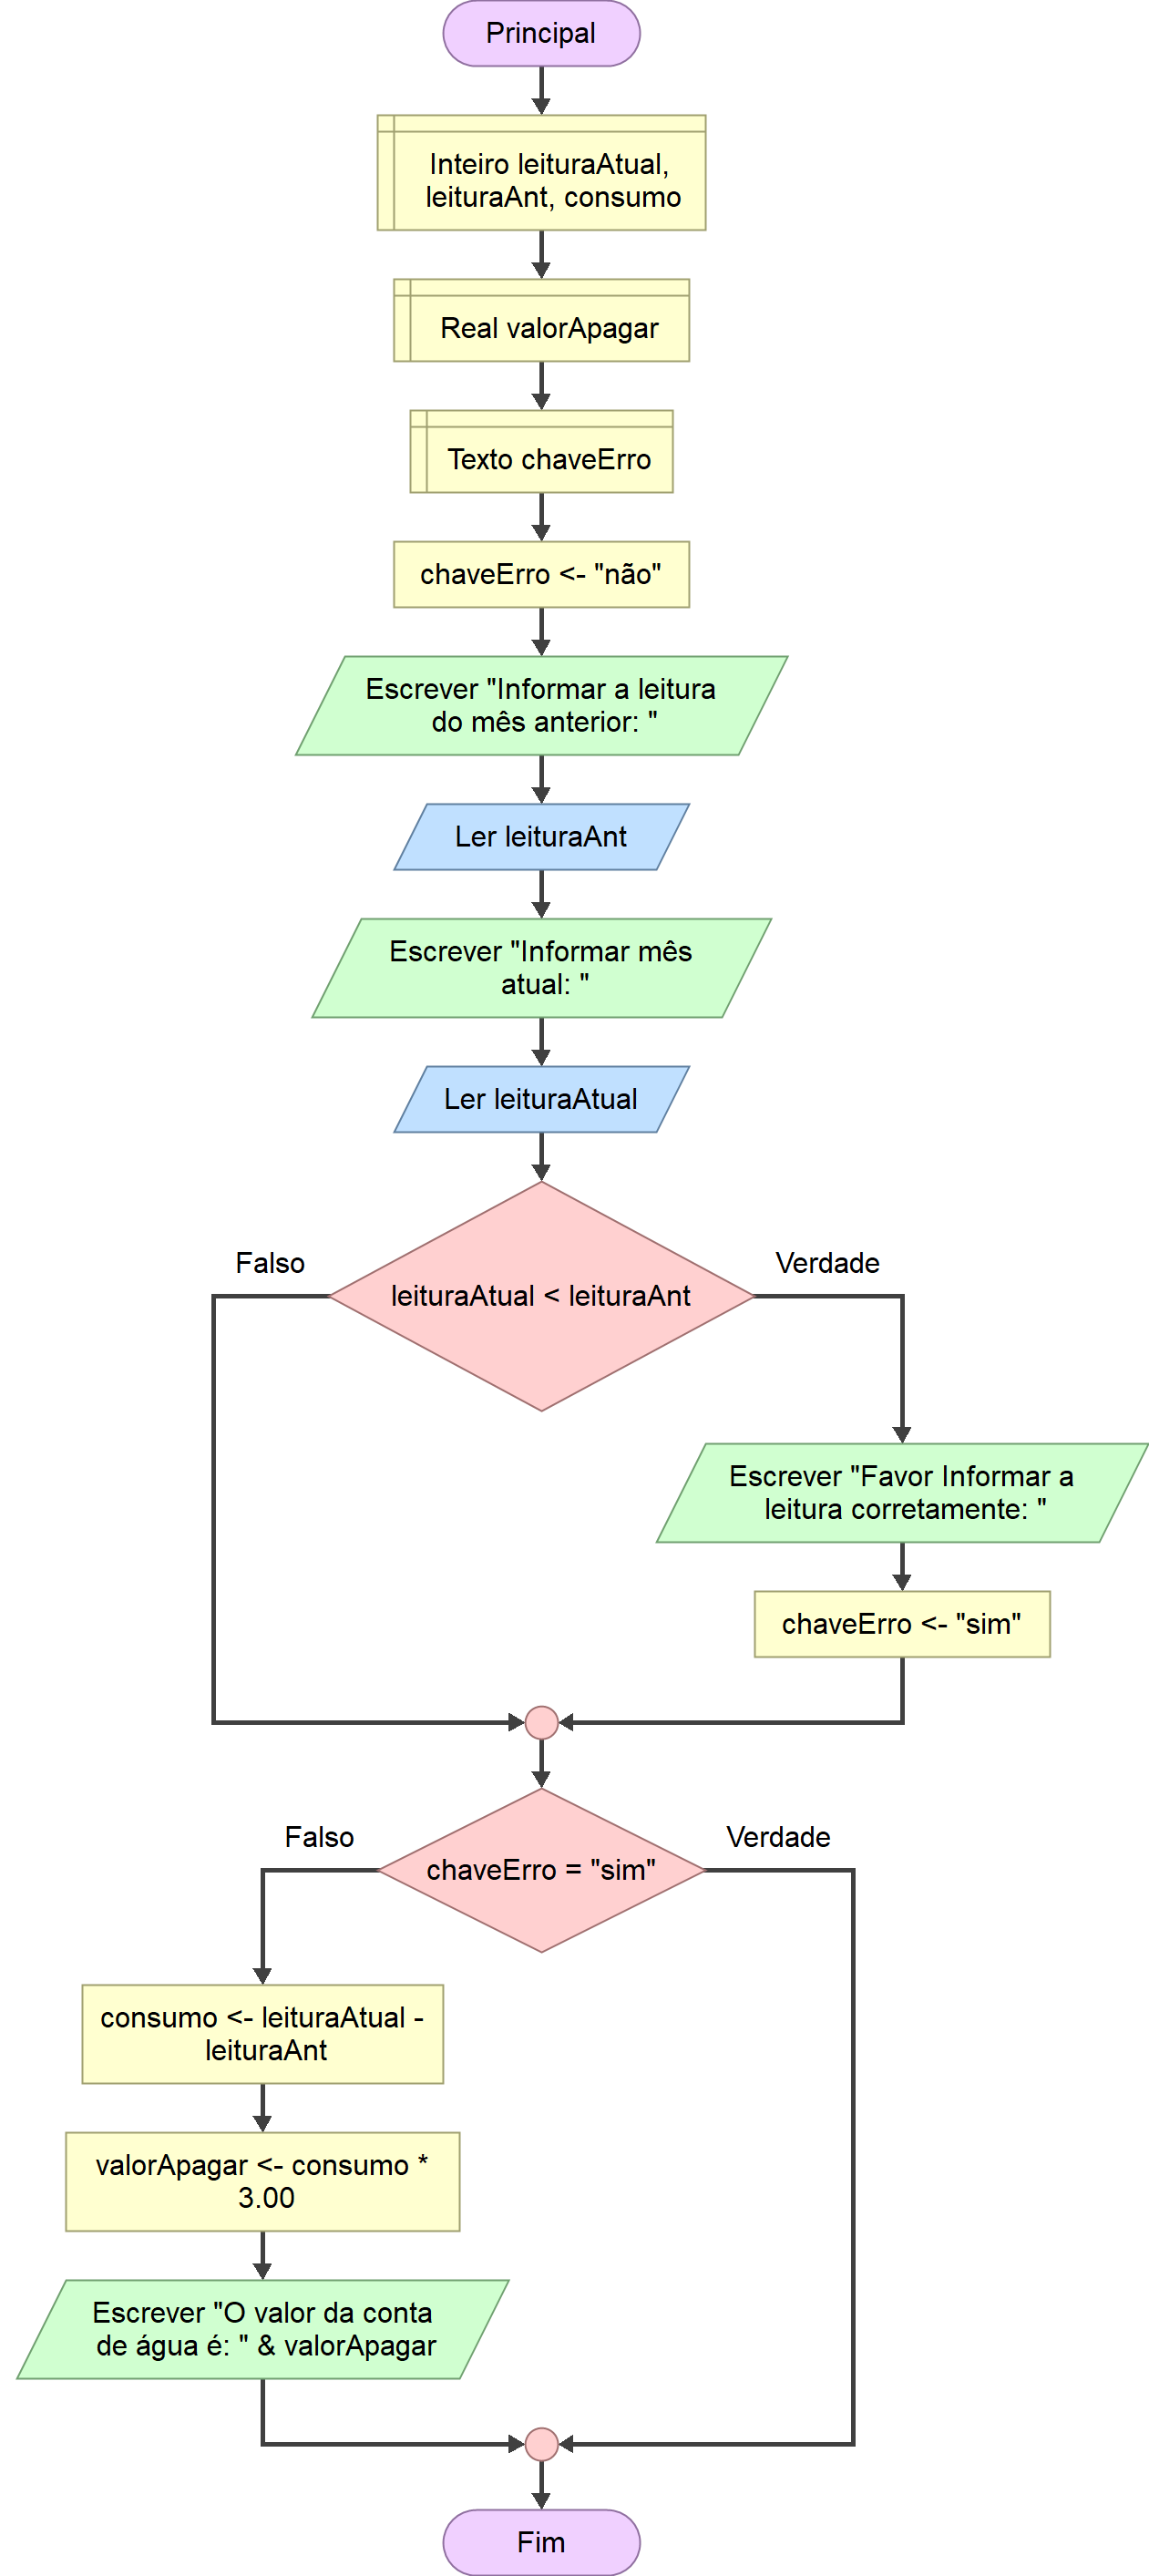 Principal
Inteiro leituraAtual,
leituraAnt, consumo
Real valorApagar
Texto chaveErro
chaveErro <- "não"
Escrever "Informar a leitura
do mês anterior: "
Ler leituraAnt
Escrever "Informar mês
atual: "
Ler leituraAtual
Falso
Verdade
leituraAtual < leituraAnt
Escrever "Favor Informar a
leitura corretamente: "
chaveErro <- "sim"
Falso
Verdade
chaveErro = "sim"
consumo <- leituraAtual -
leituraAnt
valorApagar <- consumo *
3.00
Escrever "O valor da conta
de água é: " & valorApagar
Fim